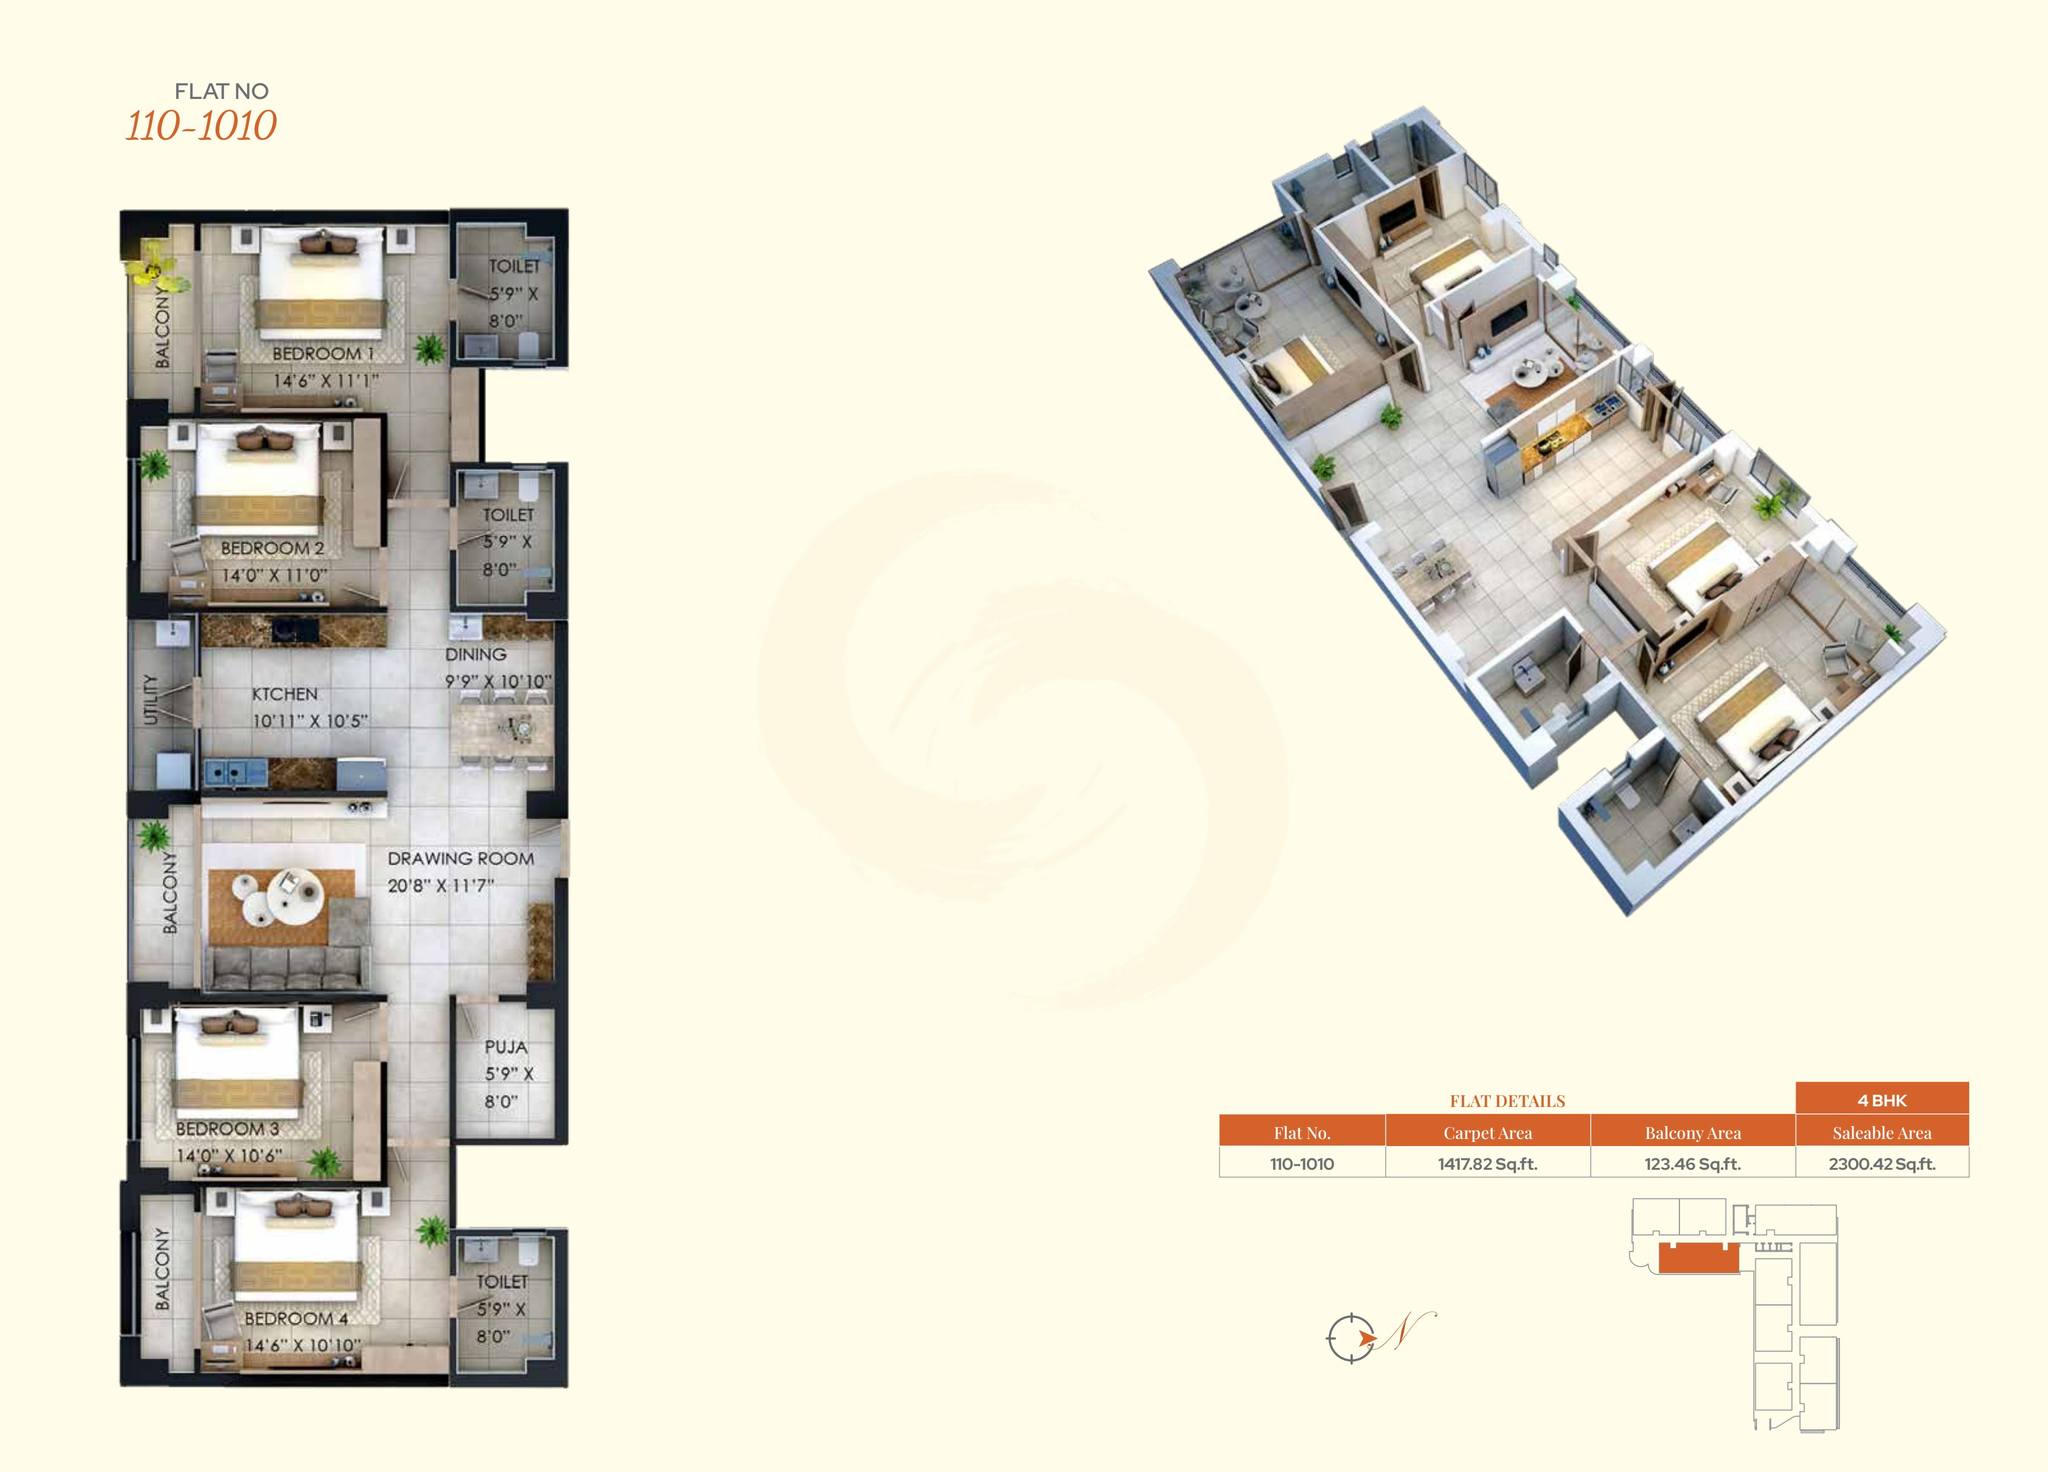 FLAT NO
110-1010
BALCONY
BEDROOM 1
14'6" X 11'1"
TOILET
5'9" X
8'0"
BEDROOM 2
14'0" X 11'0"
TOILET
5'9" X
8'0"
UTILITY
KTCHEN
10'11" X 10'5"
DINING
9'9" X 10'10"
BALCONY
DRAWING ROOM
20'8" X 11'7"
BEDROOM 3
14'0" X 10'6"
PUJA
5'9" X
8'0"
BALCONY
BEDROOM 4
14'6" X 10'10"
TOILET
5'9" X
8'0"
FLAT DETAILS 4 BHK
Flat No. Carpet Area Balcony Area Saleable Area
110-1010 1417.82 Sq.ft. 123.46 Sq.ft. 2300.42 Sq.ft.
N